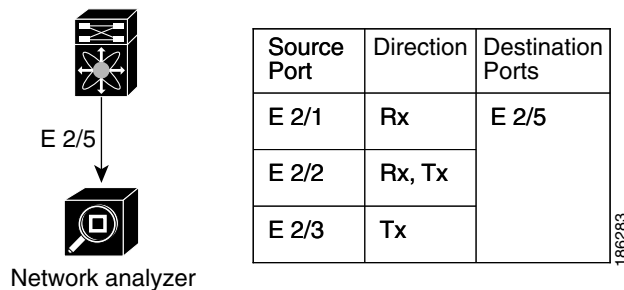 E 2/5
Network analyzer
Source Port Direction Destination Ports
E 2/1 Rx E 2/5
E 2/2 Rx, Tx
E 2/3 Tx
186283